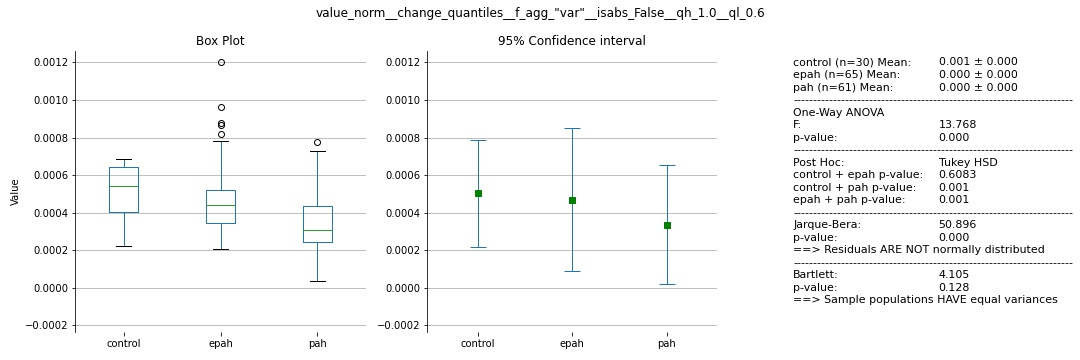 value_norm__change_quantiles__f_agg_"var"__isabs_False__qh_1.0__ql_0.6
Box Plot
Value
0.0012
0.0010
0.0008
0.0006
0.0004
0.0002
0.0000
−0.0002
control epah pah
95% Confidence interval
0.0012
0.0010
0.0008
0.0006
0.0004
0.0002
0.0000
−0.0002
control epah pah
control (n=30) Mean: 0.001 ± 0.000
epah (n=65) Mean: 0.000 ± 0.000
pah (n=61) Mean: 0.000 ± 0.000
One-Way ANOVA
F: 13.768
p-value: 0.000
Post Hoc: Tukey HSD
control + epah p-value: 0.6083
control + pah p-value: 0.001
epah + pah p-value: 0.001
Jarque-Bera: 50.896
p-value: 0.000
==> Residuals ARE NOT normally distributed
Bartlett: 4.105
p-value: 0.128
==> Sample populations HAVE equal variances